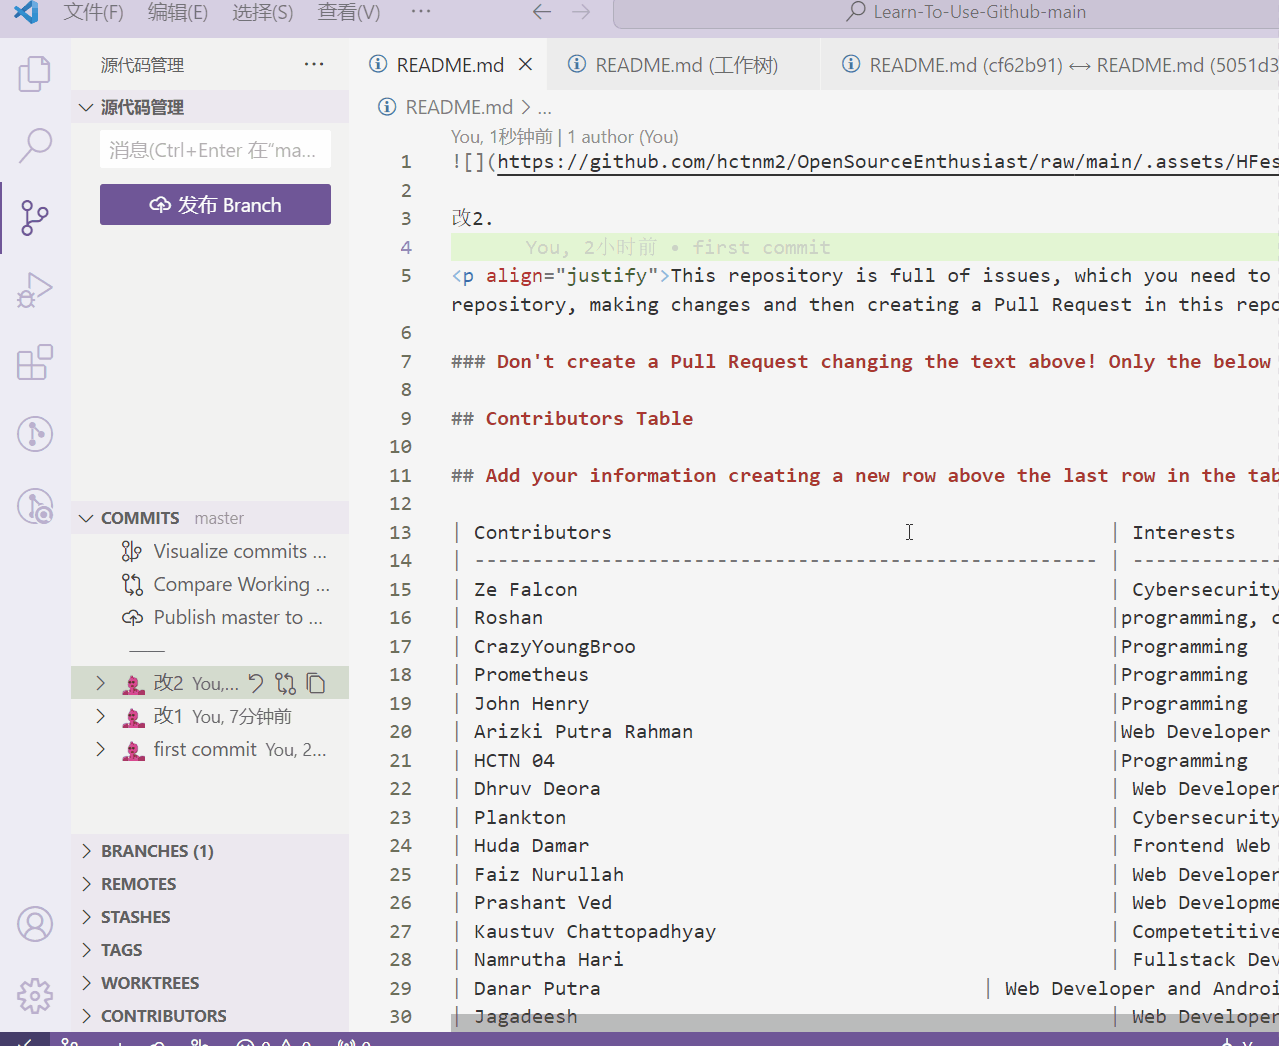 文件(F) 编辑(E) 选择(S) 查看(V) ··· Learn-To-Use-Github-main
源代码管理 ···
源代码管理
消息(Ctrl+Enter 在“ma...
发布 Branch
COMMITS master
Visualize commits ...
Compare Working ...
Publish master to ...
改2 You,...
改1 You, 7分钟前
first commit You, 2...
BRANCHES (1)
REMOTES
STASHES
TAGS
WORKTREES
CONTRIBUTORS
README.md README.md (工作树) README.md (cf62b91) ↔ README.md (5051d3
README.md > ...
You, 1秒钟前 | 1 author (You)
1 ![](https://github.com/hctnm2/OpenSourceEnthusiast/raw/main/.assets/HFes
2
3 改2.
4 You, 2小时前 • first commit
5 <p align="justify">This repository is full of issues, which you need to
repository, making changes and then creating a Pull Request in this repo
6
7 ### Don't create a Pull Request changing the text above! Only the below
8
9 ## Contributors Table
10
11 ## Add your information creating a new row above the last row in the tab
12
13 | Contributors | Interests
14 | ------------------------------------------------------ | -------------
15 | Ze Falcon | Cybersecurity
16 | Roshan |programming, c
17 | CrazyYoungBroo |Programming
18 | Prometheus |Programming
19 | John Henry |Programming
20 | Arizki Putra Rahman |Web Developer
21 | HCTN 04 |Programming
22 | Dhruv Deora | Web Developer
23 | Plankton | Cybersecurity
24 | Huda Damar | Frontend Web
25 | Faiz Nurullah | Web Developer
26 | Prashant Ved | Web Developme
27 | Kaustuv Chattopadhyay | Competetitive
28 | Namrutha Hari | Fullstack Dev
29 | Danar Putra | Web Developer and Androi
30 | Jagadeesh | Web Developer